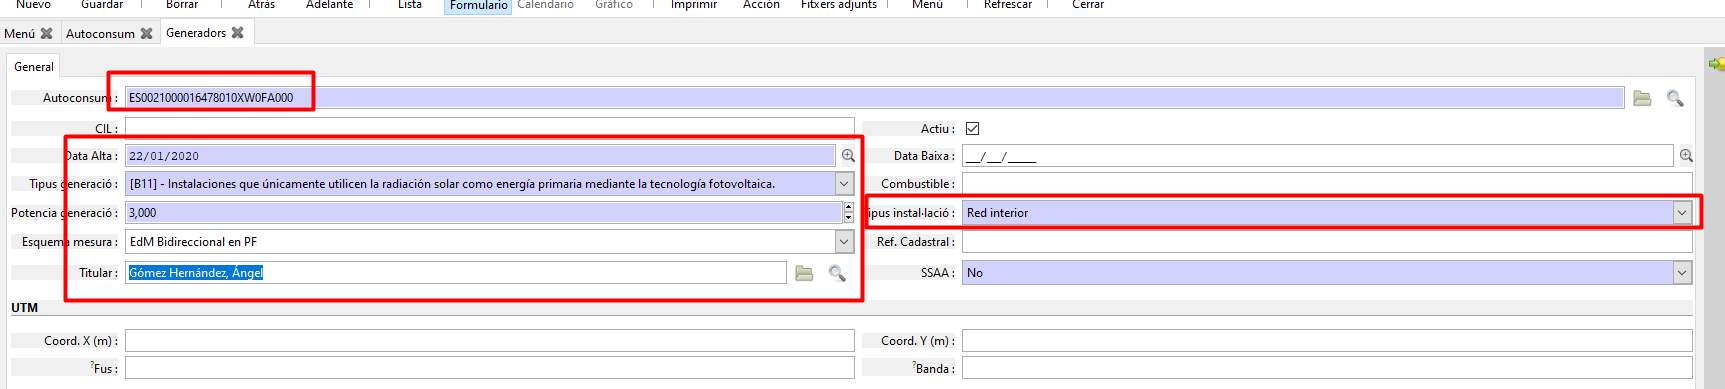 Nuevo Guardar Borrar Atrás Adelante Lista Formulario Calendario Gráfico Imprimir Acción Fitxers adjunts Menú Refrescar Cerrar
Menú Autoconsum Generadors
General
Autoconsum : ES0021000016478010XW0FA000
CIL : Actiu :
Data Alta : 22/01/2020 Data Baixa : __/__/____
Tipus generació : [B11] - Instalaciones que únicamente utilicen la radiación solar como energía primaria mediante la tecnología fotovoltaica. Combustible :
Potencia generació : 3,000 ipus instal·lació : Red interior
Esquema mesura : EdM Bidireccional en PF Ref. Cadastral :
Titular : Gómez Hernández, Ángel SSAA : No
UTM
Coord. X (m) : Coord. Y (m) :
?Fus : ?Banda :